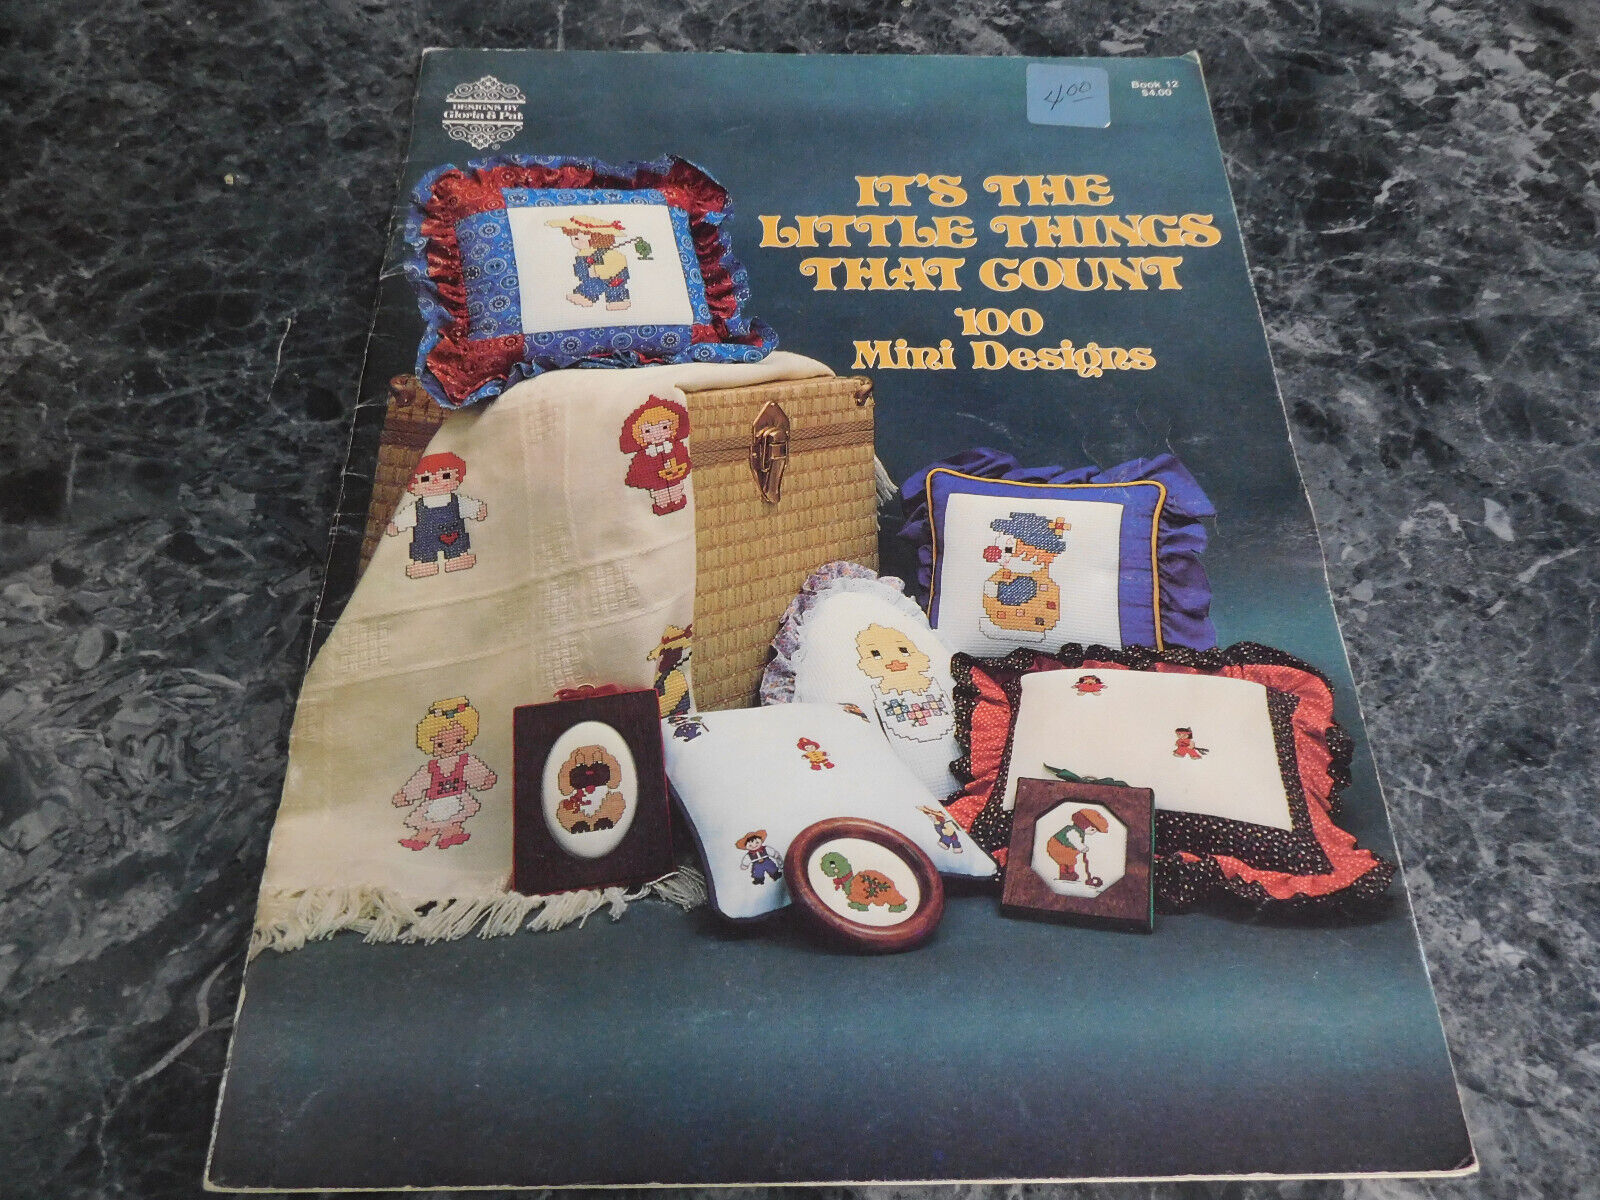 DESIGNS BY
Gloria & Pat
®
4.00
Book 12
$4.00
IT'S THE
LITTLE THINGS
THAT COUNT
100
Mini Designs